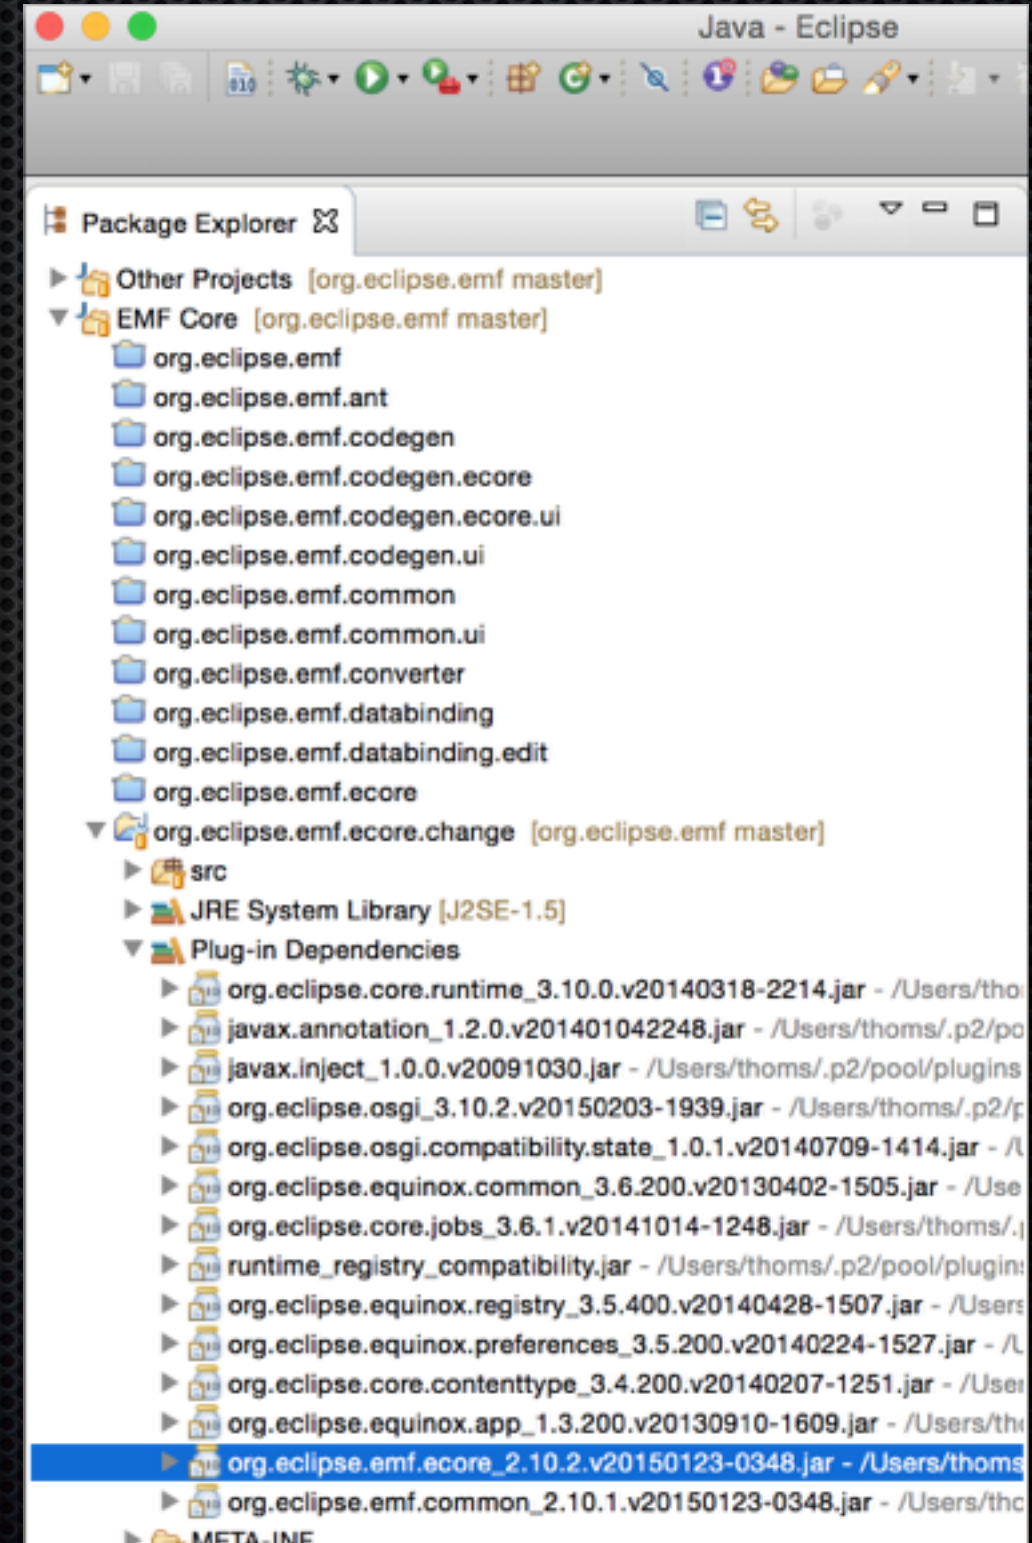 Java - Eclipse
Package Explorer
Other Projects [org.eclipse.emf master]
EMF Core [org.eclipse.emf master]
org.eclipse.emf
org.eclipse.emf.ant
org.eclipse.emf.codegen
org.eclipse.emf.codegen.ecore
org.eclipse.emf.codegen.ecore.ui
org.eclipse.emf.codegen.ui
org.eclipse.emf.common
org.eclipse.emf.common.ui
org.eclipse.emf.converter
org.eclipse.emf.databinding
org.eclipse.emf.databinding.edit
org.eclipse.emf.ecore
org.eclipse.emf.ecore.change [org.eclipse.emf master]
src
JRE System Library [J2SE-1.5]
Plug-in Dependencies
org.eclipse.core.runtime_3.10.0.v20140318-2214.jar - /Users/tho
javax.annotation_1.2.0.v201401042248.jar - /Users/thoms/.p2/po
javax.inject_1.0.0.v20091030.jar - /Users/thoms/.p2/pool/plugins
org.eclipse.osgi_3.10.2.v20150203-1939.jar - /Users/thoms/.p2/p
org.eclipse.osgi.compatibility.state_1.0.1.v20140709-1414.jar - /U
org.eclipse.equinox.common_3.6.200.v20130402-1505.jar - /Use
org.eclipse.core.jobs_3.6.1.v20141014-1248.jar - /Users/thoms/.p
runtime_registry_compatibility.jar - /Users/thoms/.p2/pool/plugins
org.eclipse.equinox.registry_3.5.400.v20140428-1507.jar - /Users
org.eclipse.equinox.preferences_3.5.200.v20140224-1527.jar - /U
org.eclipse.core.contenttype_3.4.200.v20140207-1251.jar - /User
org.eclipse.equinox.app_1.3.200.v20130910-1609.jar - /Users/tho
org.eclipse.emf.ecore_2.10.2.v20150123-0348.jar - /Users/thoms
org.eclipse.emf.common_2.10.1.v20150123-0348.jar - /Users/tho
META-INF